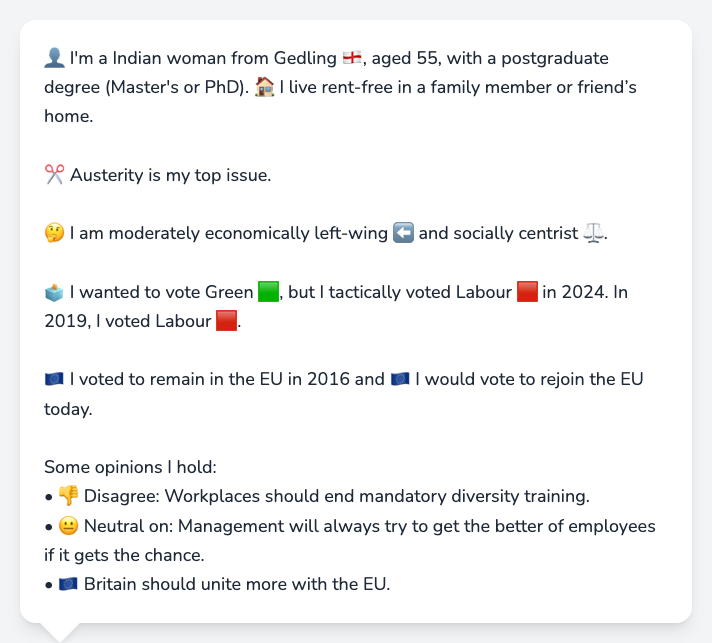 👤 I'm a Indian woman from Gedling 🏴󠁧󠁢󠁥󠁮󠁧󠁿, aged 55, with a postgraduate
degree (Master's or PhD). 🏠 I live rent-free in a family member or friend’s
home.
✂️ Austerity is my top issue.
🤔 I am moderately economically left-wing ⬅️ and socially centrist ⚖️.
🗳️ I wanted to vote Green 🟩, but I tactically voted Labour 🟥 in 2024. In
2019, I voted Labour 🟥.
🇪🇺 I voted to remain in the EU in 2016 and 🇪🇺 I would vote to rejoin the EU
today.
Some opinions I hold:
• 👎 Disagree: Workplaces should end mandatory diversity training.
• 😐 Neutral on: Management will always try to get the better of employees
if it gets the chance.
• 🇪🇺 Britain should unite more with the EU.